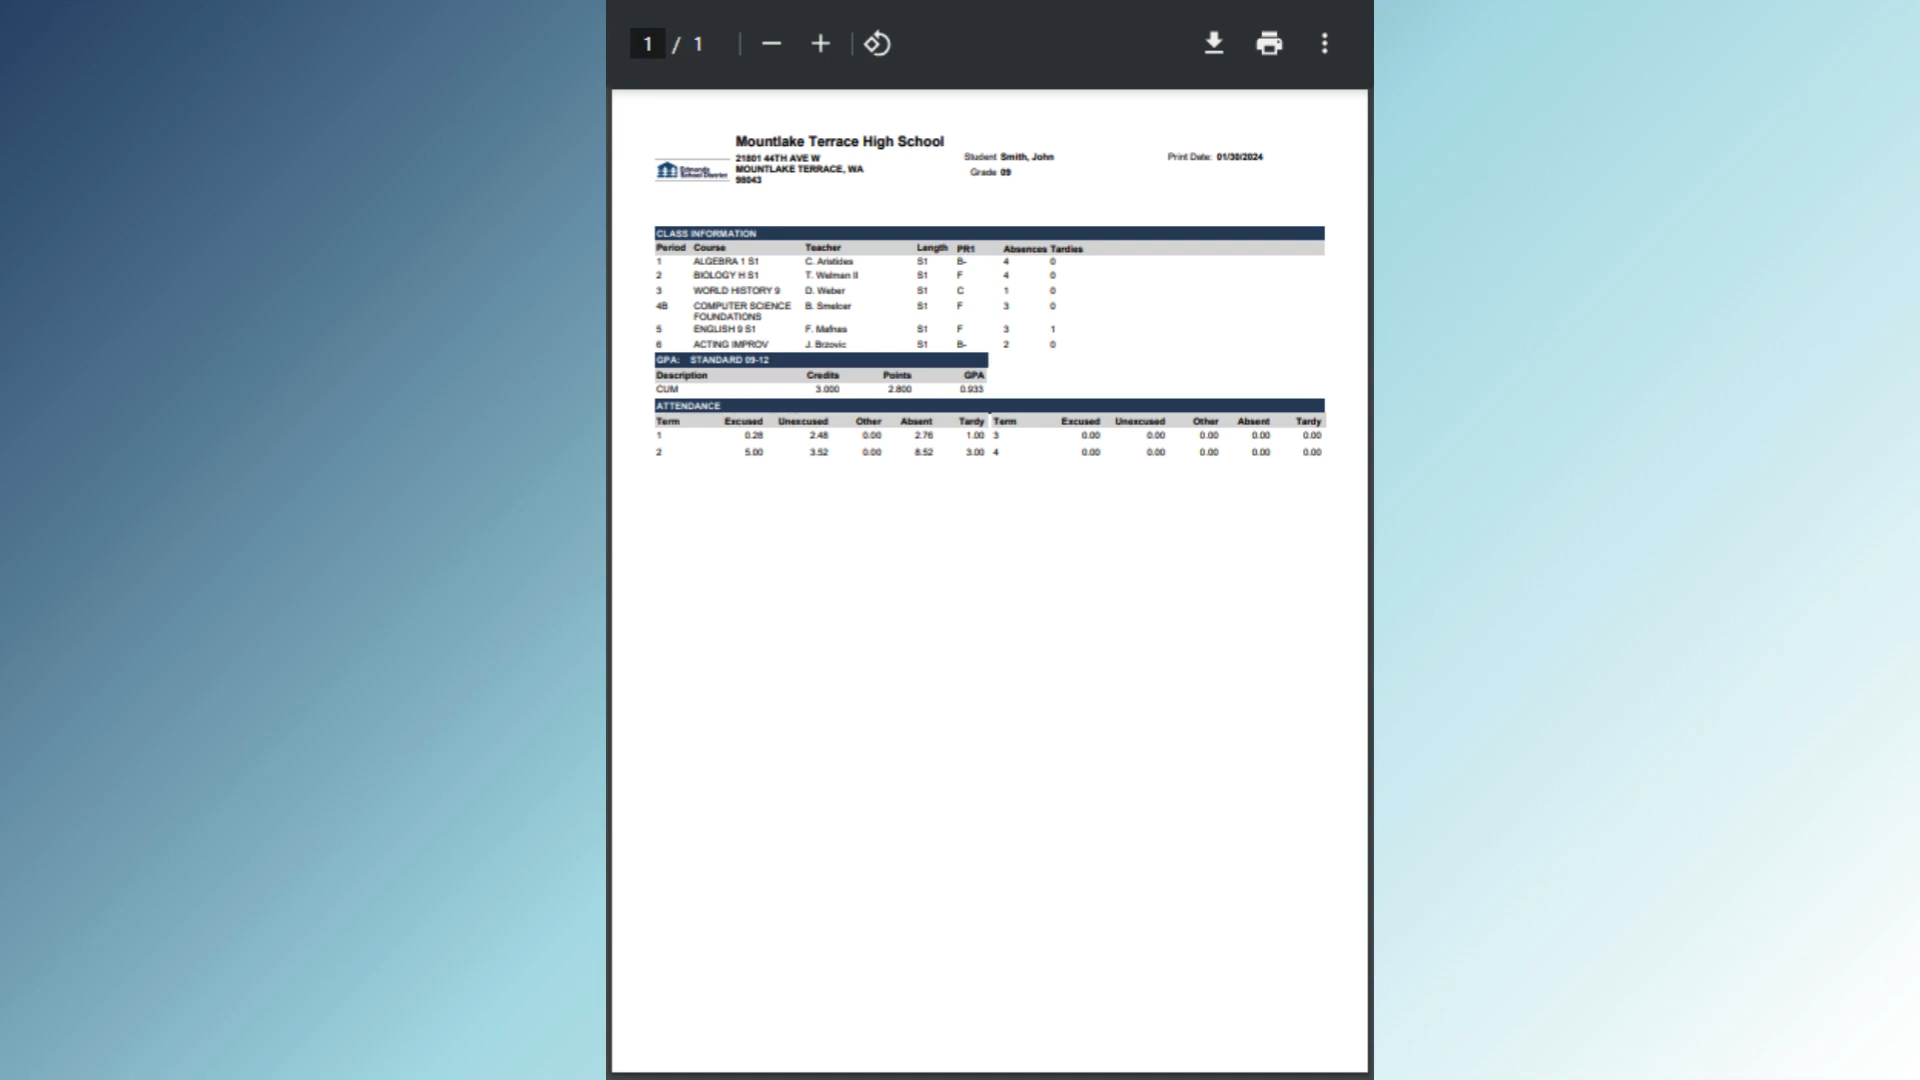 1 / 1
Mountlake Terrace High School
21801 44TH AVE W
MOUNTLAKE TERRACE, WA
98043
Edmonds
School District
Student Smith, John
Grade 09
Print Date: 01/30/2024
CLASS INFORMATION
Period Course Teacher Length PR1 Absences Tardies
1 ALGEBRA 1 S1 C. Aristides S1 B- 4 0
2 BIOLOGY H S1 T. Welman II S1 F 4 0
3 WORLD HISTORY 9 D. Weber S1 C 1 0
4B COMPUTER SCIENCE B. Smelcer S1 F 3 0
FOUNDATIONS
5 ENGLISH 9 S1 F. Mafnas S1 F 3 1
6 ACTING IMPROV J. Brzovic S1 B- 2 0
GPA: STANDARD 09-12
Description Credits Points GPA
CUM 3.000 2.800 0.933
ATTENDANCE
Term Excused Unexcused Other Absent Tardy Term Excused Unexcused Other Absent Tardy
1 0.28 2.48 0.00 2.76 1.00 3 0.00 0.00 0.00 0.00 0.00
2 5.00 3.52 0.00 8.52 3.00 4 0.00 0.00 0.00 0.00 0.00